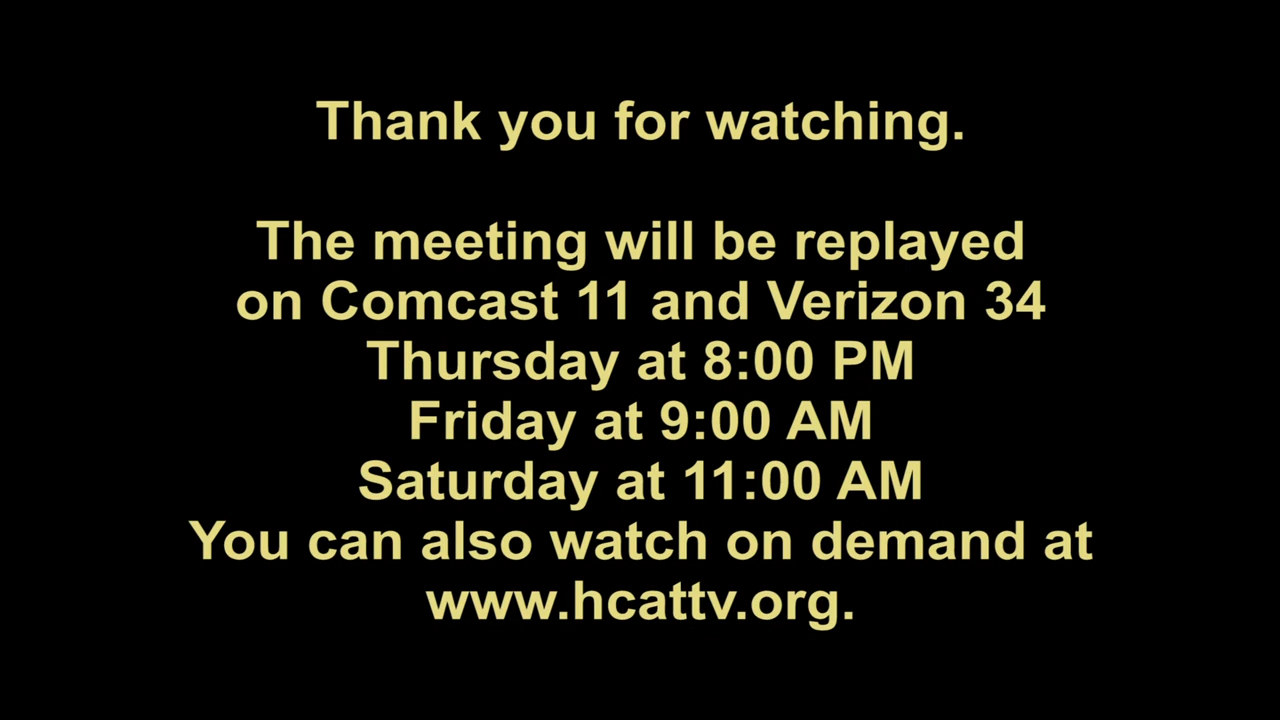 Thank you for watching.
The meeting will be replayed
on Comcast 11 and Verizon 34
Thursday at 8:00 PM
Friday at 9:00 AM
Saturday at 11:00 AM
You can also watch on demand at
www.hcattv.org.